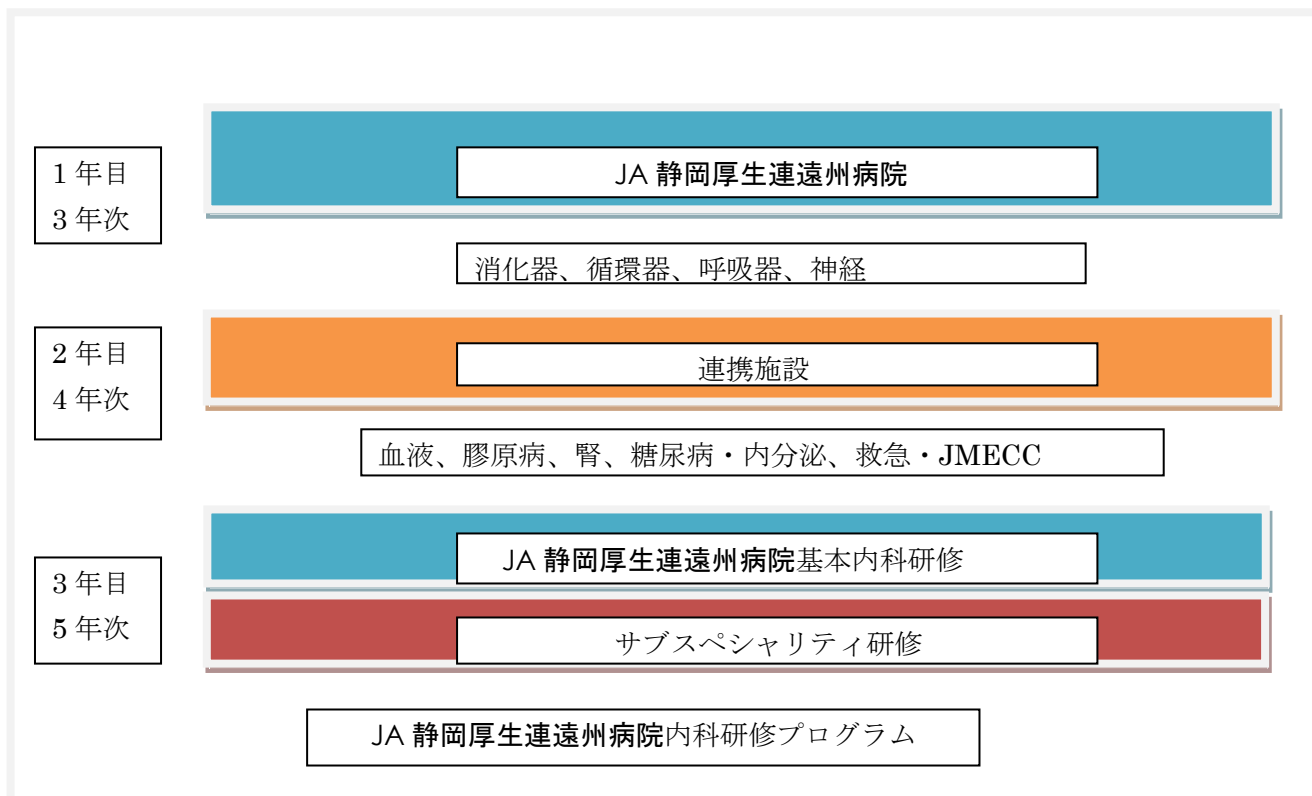 1 年目
3 年次
JA 静岡厚生連遠州病院
消化器、循環器、呼吸器、神経
2 年目
4 年次
連携施設
血液、膠原病、腎、糖尿病・内分泌、救急・JMECC
3 年目
5 年次
JA 静岡厚生連遠州病院基本内科研修
サブスペシャリティ研修
JA 静岡厚生連遠州病院内科研修プログラム